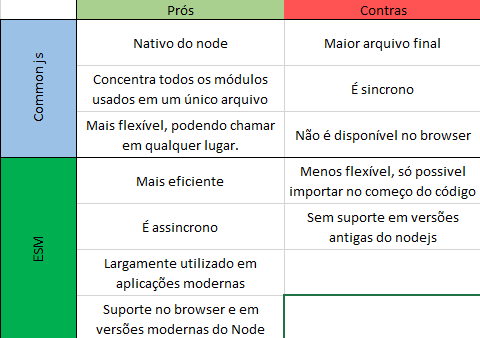 Prós
Contras
Common js
Nativo do node
Maior arquivo final
Concentra todos os módulos
usados em um único arquivo
É sincrono
Mais flexível, podendo chamar
em qualquer lugar.
Não é disponível no browser
ESM
Mais eficiente
Menos flexível, só possivel
importar no começo do código
É assincrono
Sem suporte em versões
antigas do nodejs
Largamente utilizado em
aplicações modernas
Suporte no browser e em
versões modernas do Node